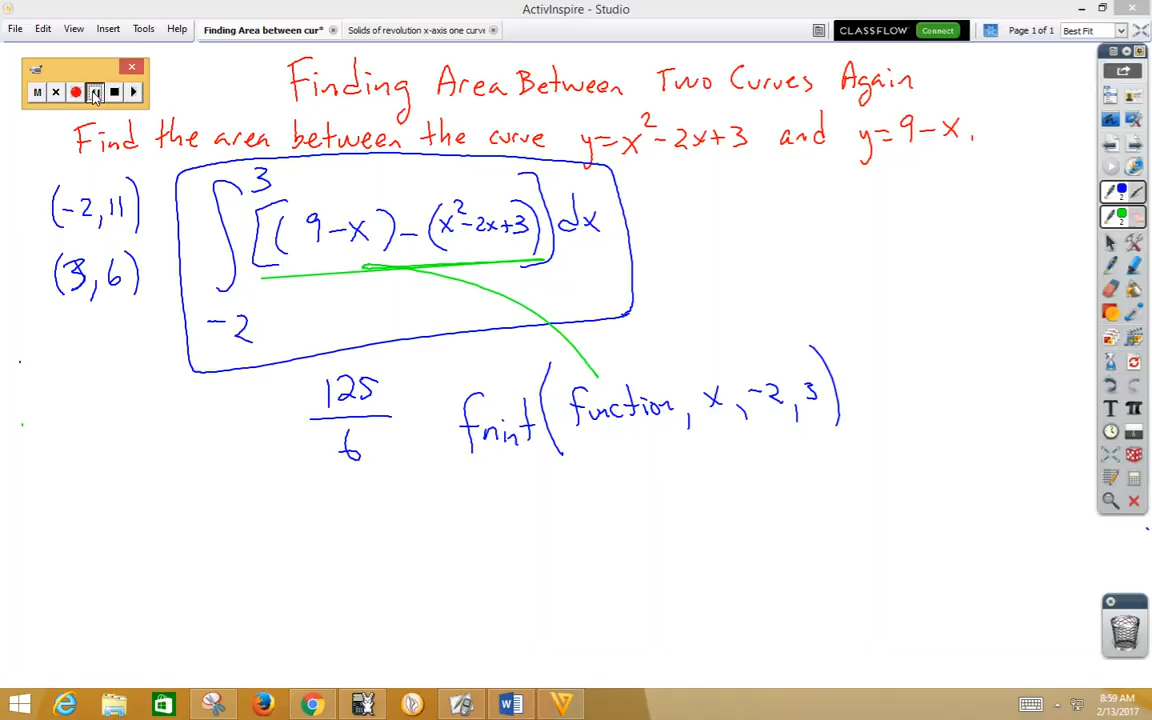 ActivInspire - Studio
File Edit View Insert Tools Help
Finding Area between cur* Solids of revolution x-axis one curve
CLASSFLOW Connect Page 1 of 1 Best Fit
Finding Area Between Two Curves Again
Find the area between the curve y=x²-2x+3 and y=9-x.
(-2,11)
(3,6)
∫ 3 [(9-x)-(x²-2x+3)]dx
-2
125
6
fnint(function, x, -2, 3)
8:59 AM
2/13/2017